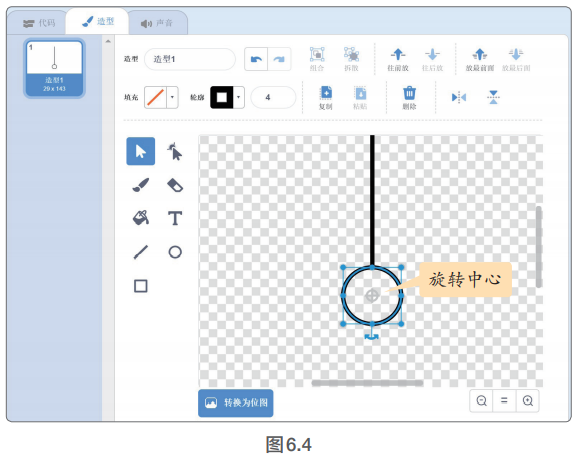 代码 造型 声音
1
造型1
29 x 143
造型 造型1 组合 拆散 往前放 往后放 放最前面 放最后面
填充 轮廓 4 复制 粘贴 删除
T
旋转中心
转换为位图
图6.4